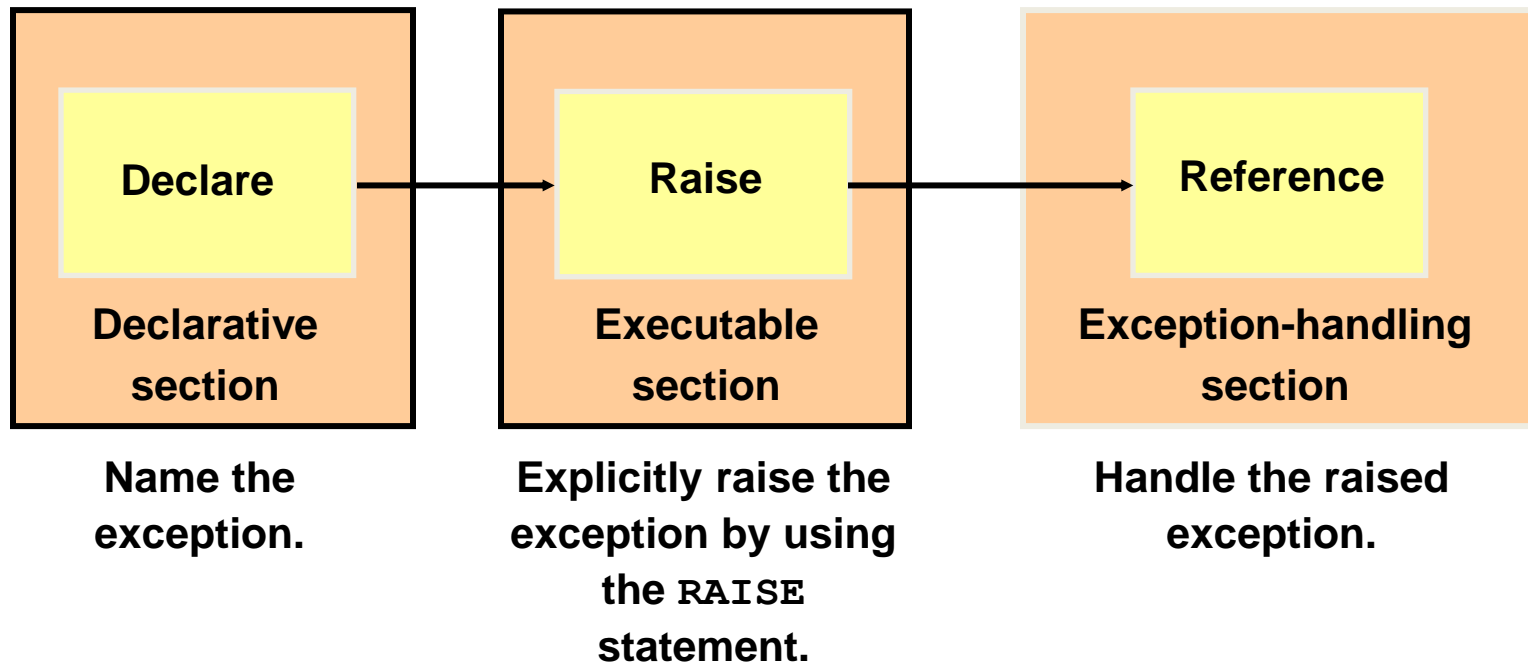 Declare
Raise
Reference
Declarative
section
Executable
section
Exception-handling
section
Name the
exception.
Explicitly raise the
exception by using
the RAISE
statement.
Handle the raised
exception.